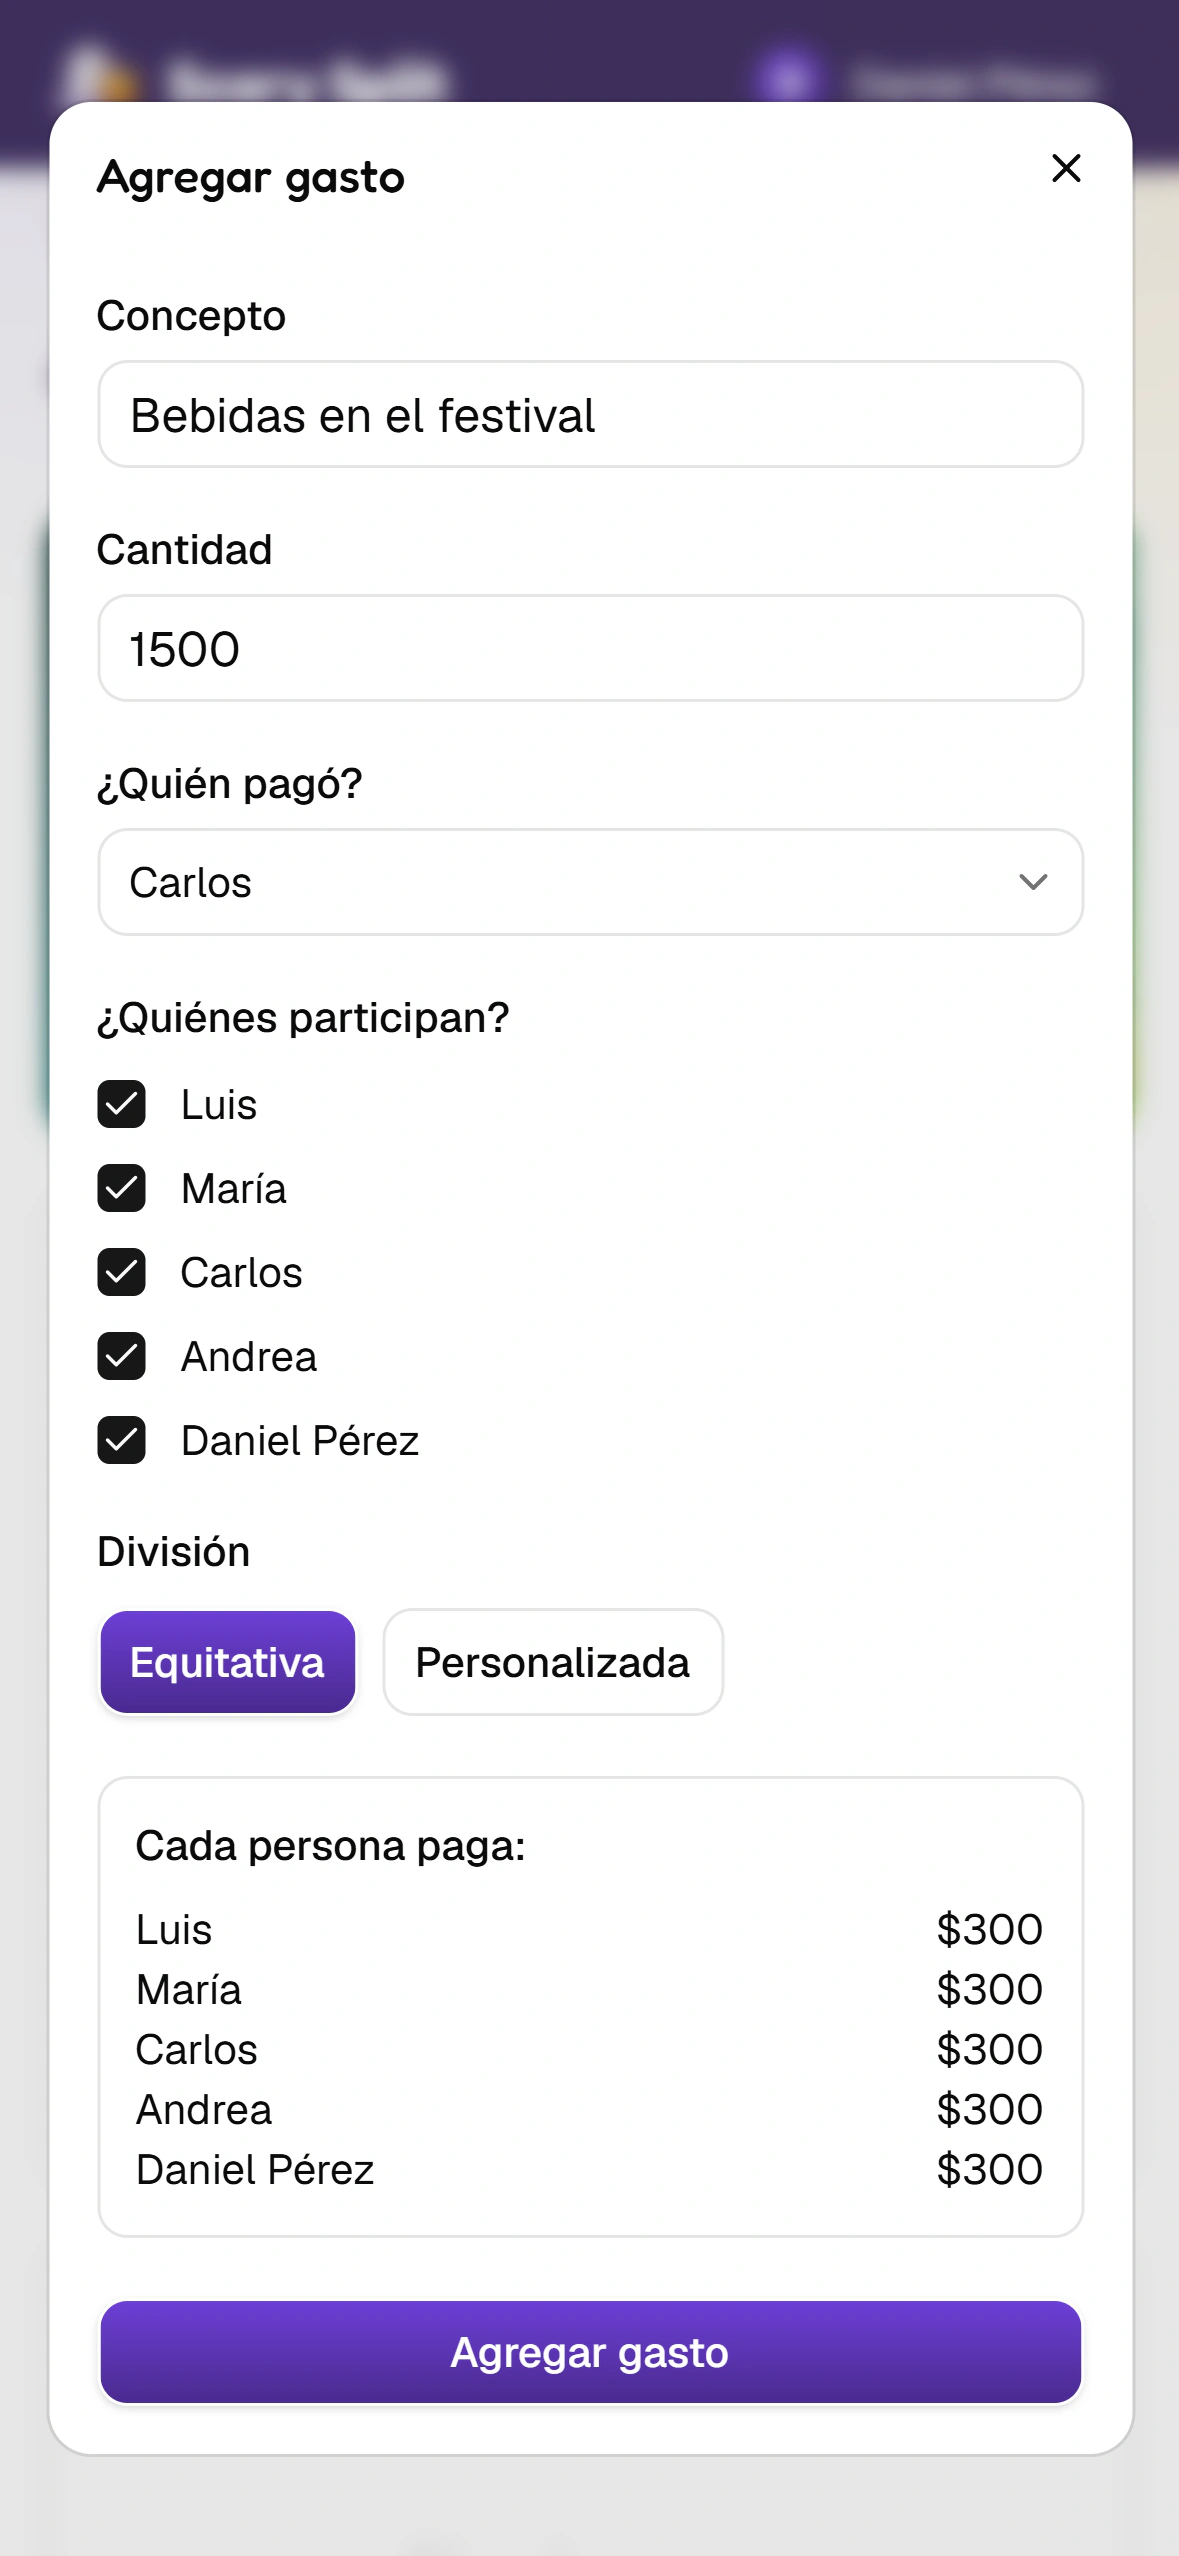 Agregar gasto
Concepto
Bebidas en el festival
Cantidad
1500
¿Quién pagó?
Carlos
¿Quiénes participan?
Luis
María
Carlos
Andrea
Daniel Pérez
División
Equitativa Personalizada
Cada persona paga:
Luis $300
María $300
Carlos $300
Andrea $300
Daniel Pérez $300
Agregar gasto